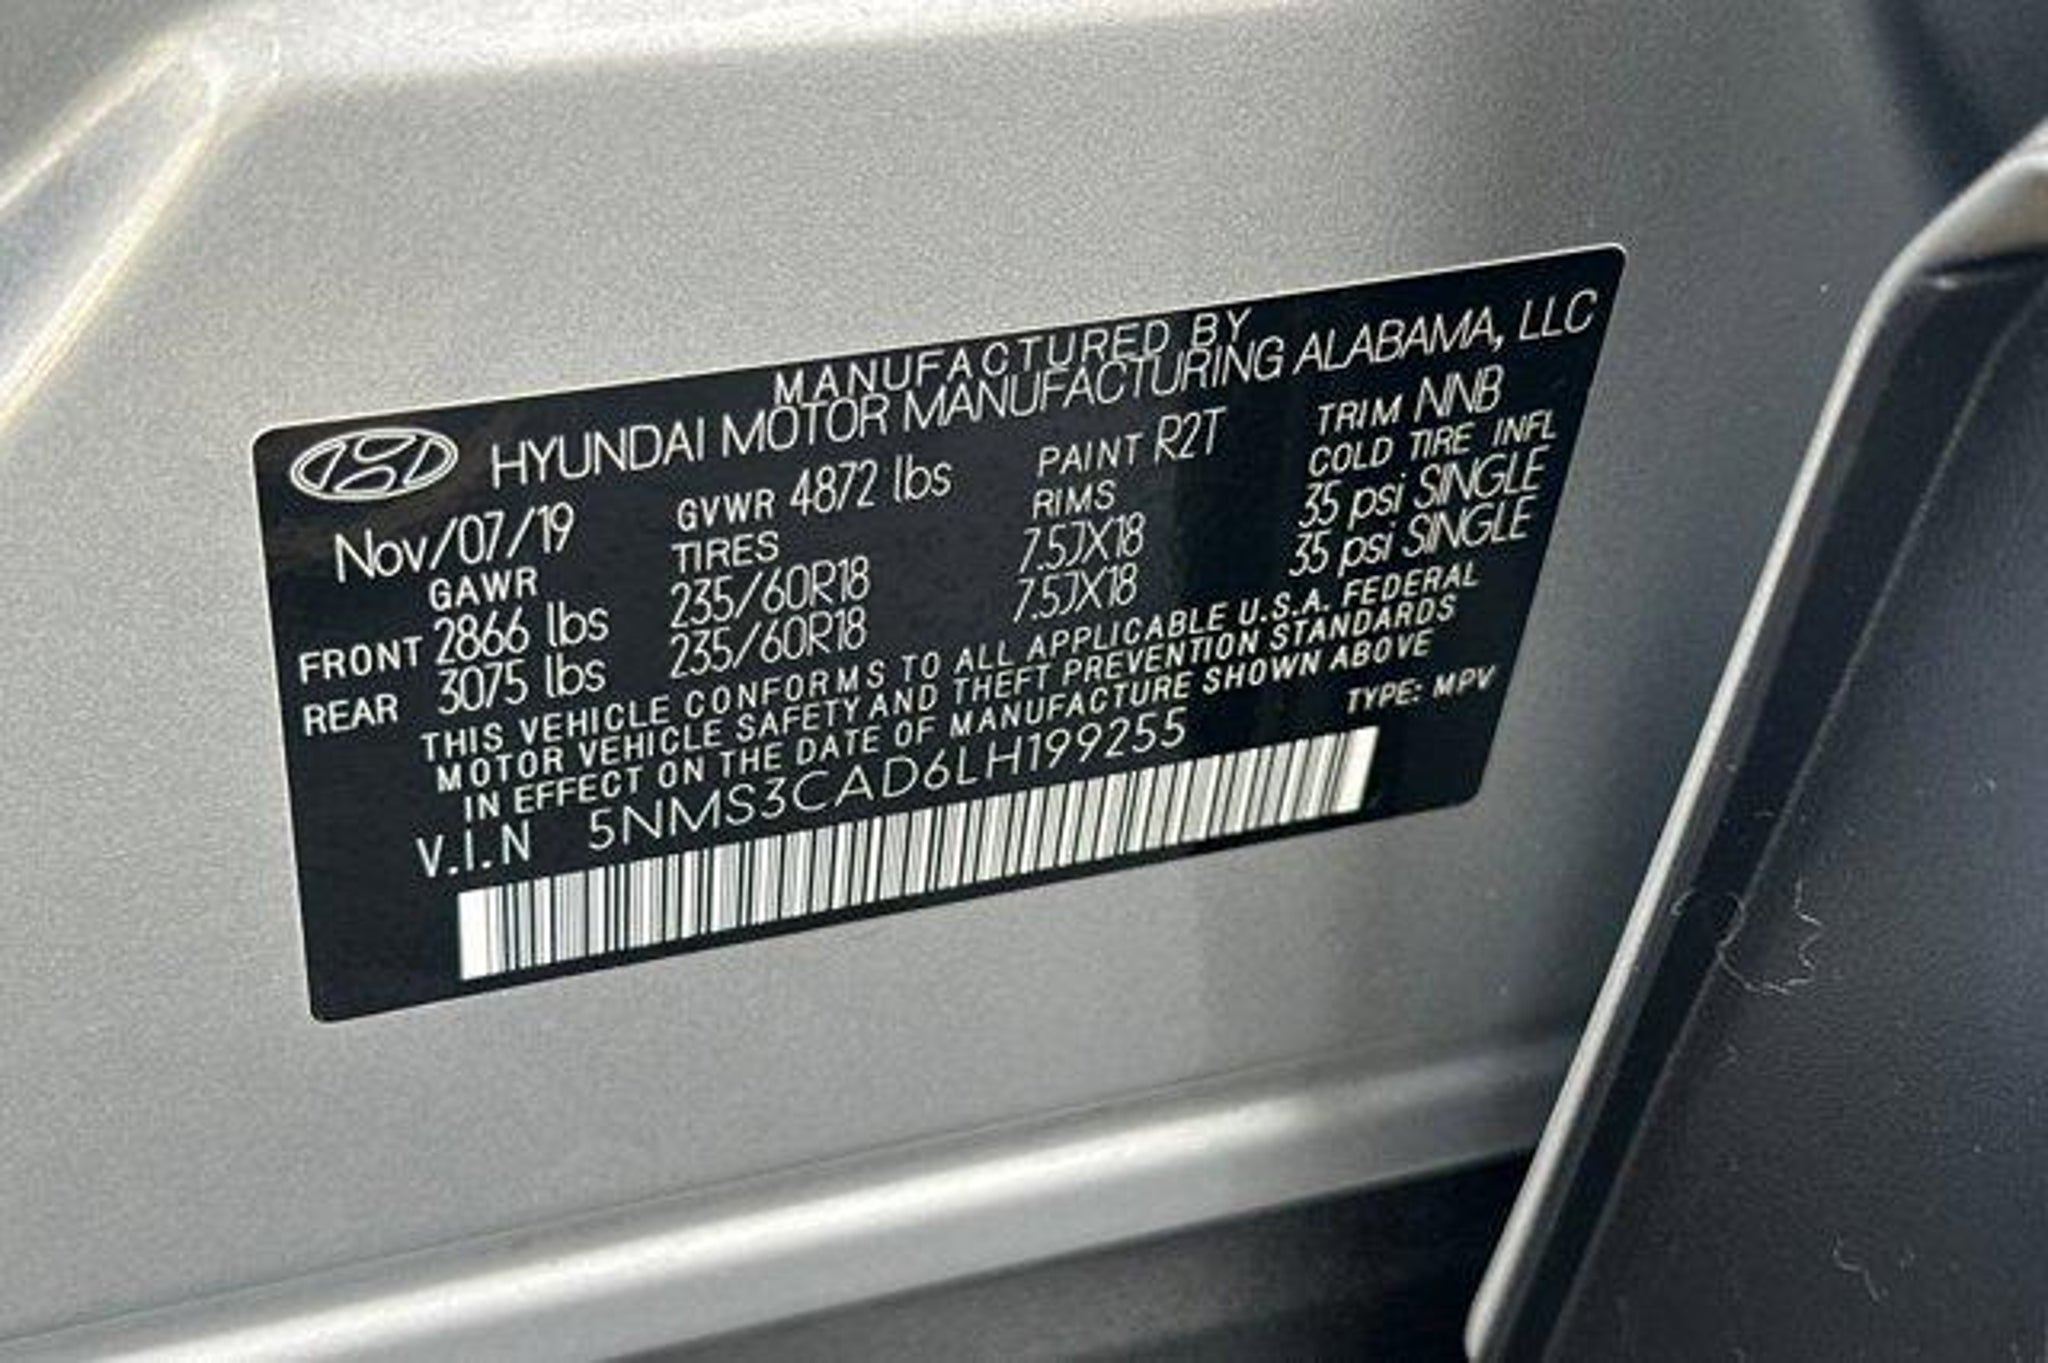 MANUFACTURED BY
HYUNDAI MOTOR MANUFACTURING ALABAMA, LLC
Nov/07/19 GVWR 4872 lbs PAINT R2T TRIM NNB
GAWR TIRES RIMS COLD TIRE INFL
FRONT 2866 lbs 235/60R18 7.5JX18 35 psi SINGLE
REAR 3075 lbs 235/60R18 7.5JX18 35 psi SINGLE
THIS VEHICLE CONFORMS TO ALL APPLICABLE U.S.A. FEDERAL
MOTOR VEHICLE SAFETY AND THEFT PREVENTION STANDARDS
IN EFFECT ON THE DATE OF MANUFACTURE SHOWN ABOVE
V.I.N 5NMS3CAD6LH199255 TYPE: MPV